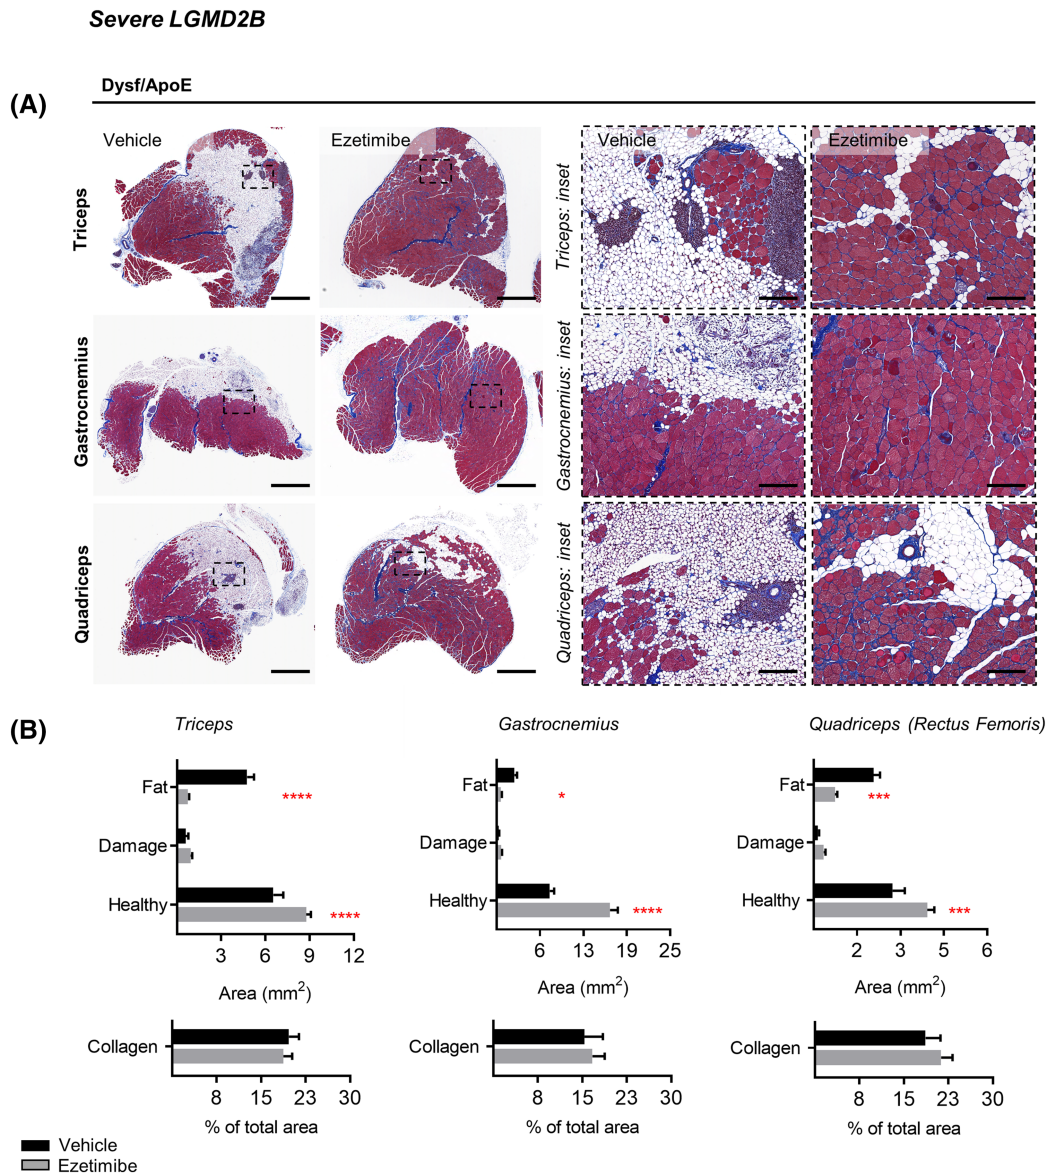 Severe LGMD2B
Dysf/ApoE
(A)
Vehicle
Ezetimibe
Vehicle
Ezetimibe
Triceps
Triceps: inset
Gastrocnemius
Gastrocnemius: inset
Quadriceps
Quadriceps: inset
(B)
Triceps
Gastrocnemius
Quadriceps (Rectus Femoris)
Fat
****
Damage
Healthy
****
3 6 9 12
Area (mm2)
Fat
*
Damage
Healthy
****
6 13 19 25
Area (mm2)
Fat
***
Damage
Healthy
***
2 3 5 6
Area (mm2)
Collagen
8 15 23 30
% of total area
Collagen
8 15 23 30
% of total area
Collagen
8 15 23 30
% of total area
Vehicle
Ezetimibe